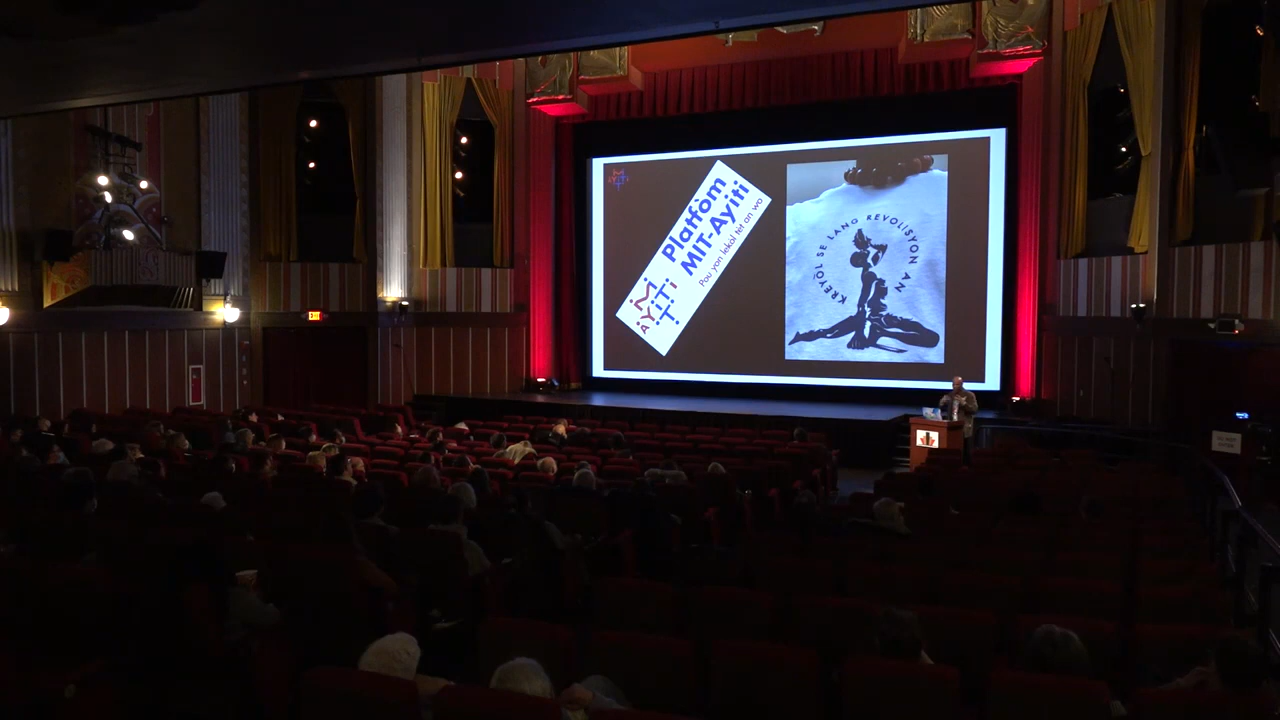 Platfòm
MIT-Ayiti
Pou yon lekòl tèt an wo
M
AYiTi
T
KREYÒL SE LANG REVOLISYON AN